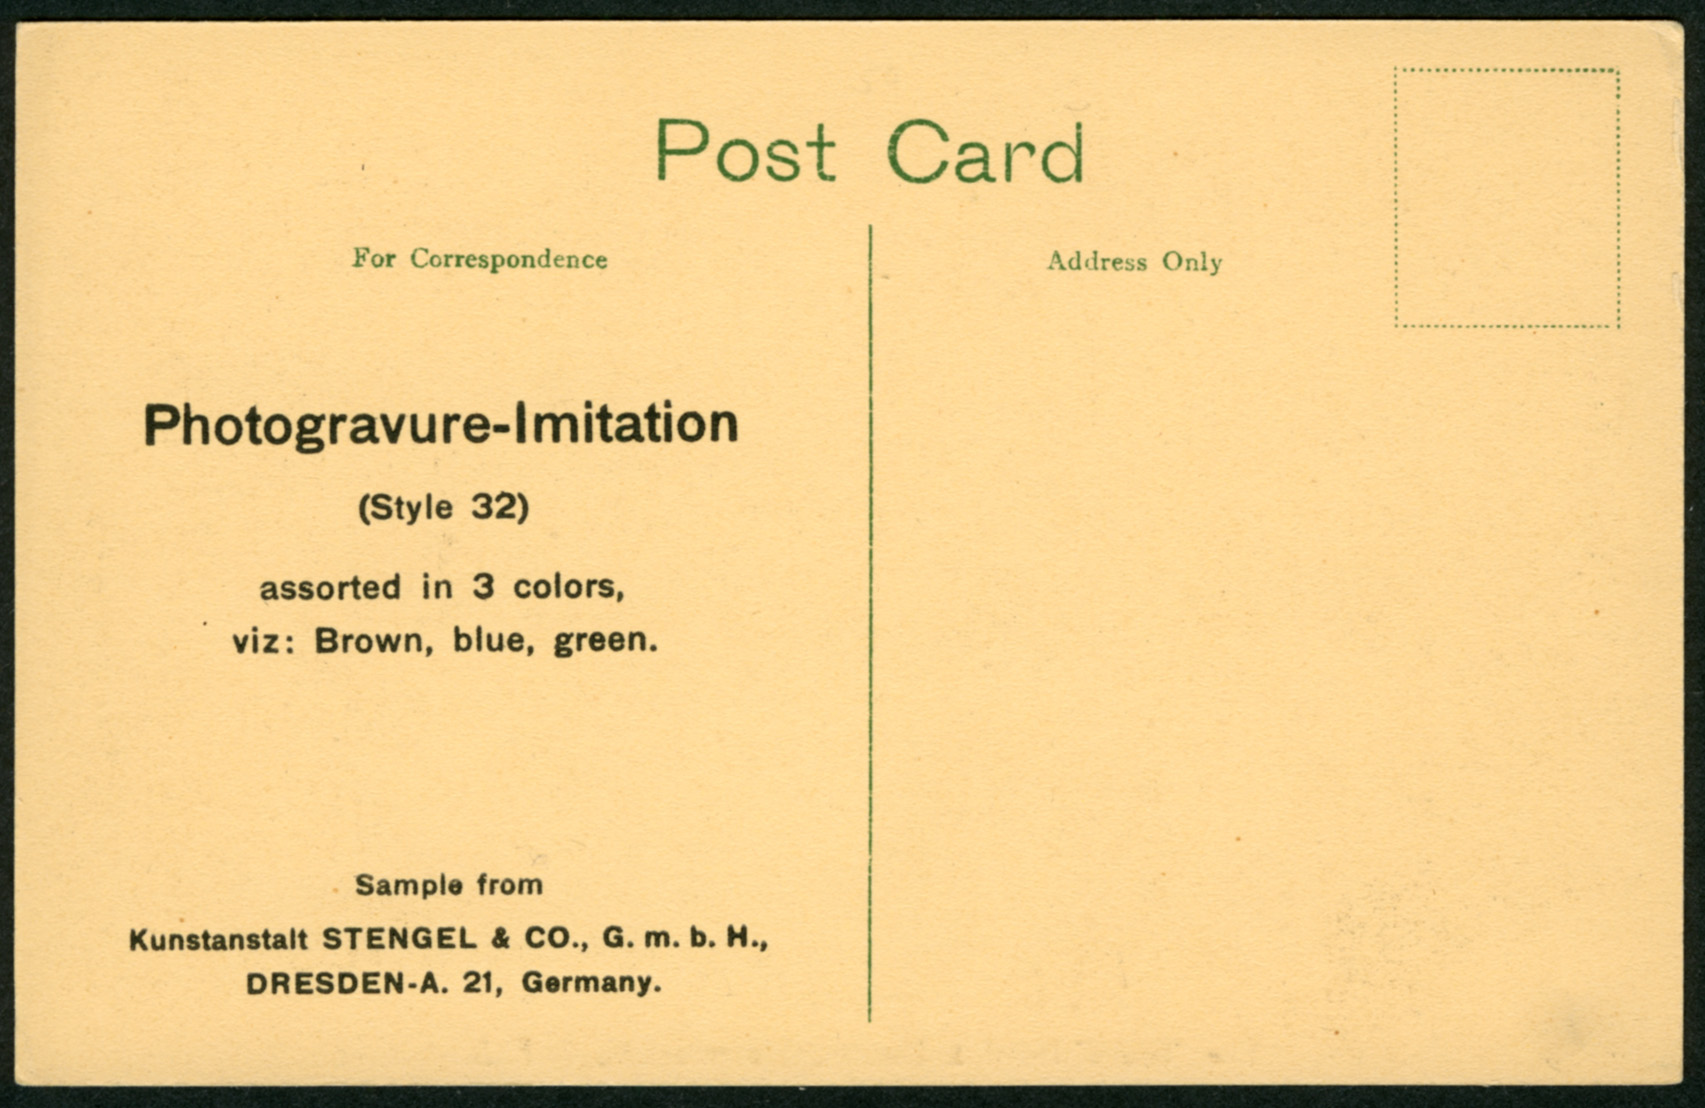 Post Card
For Correspondence
Address Only
Photogravure-Imitation
(Style 32)
assorted in 3 colors,
viz: Brown, blue, green.
Sample from
Kunstanstalt STENGEL & CO., G. m. b. H.,
DRESDEN-A. 21, Germany.